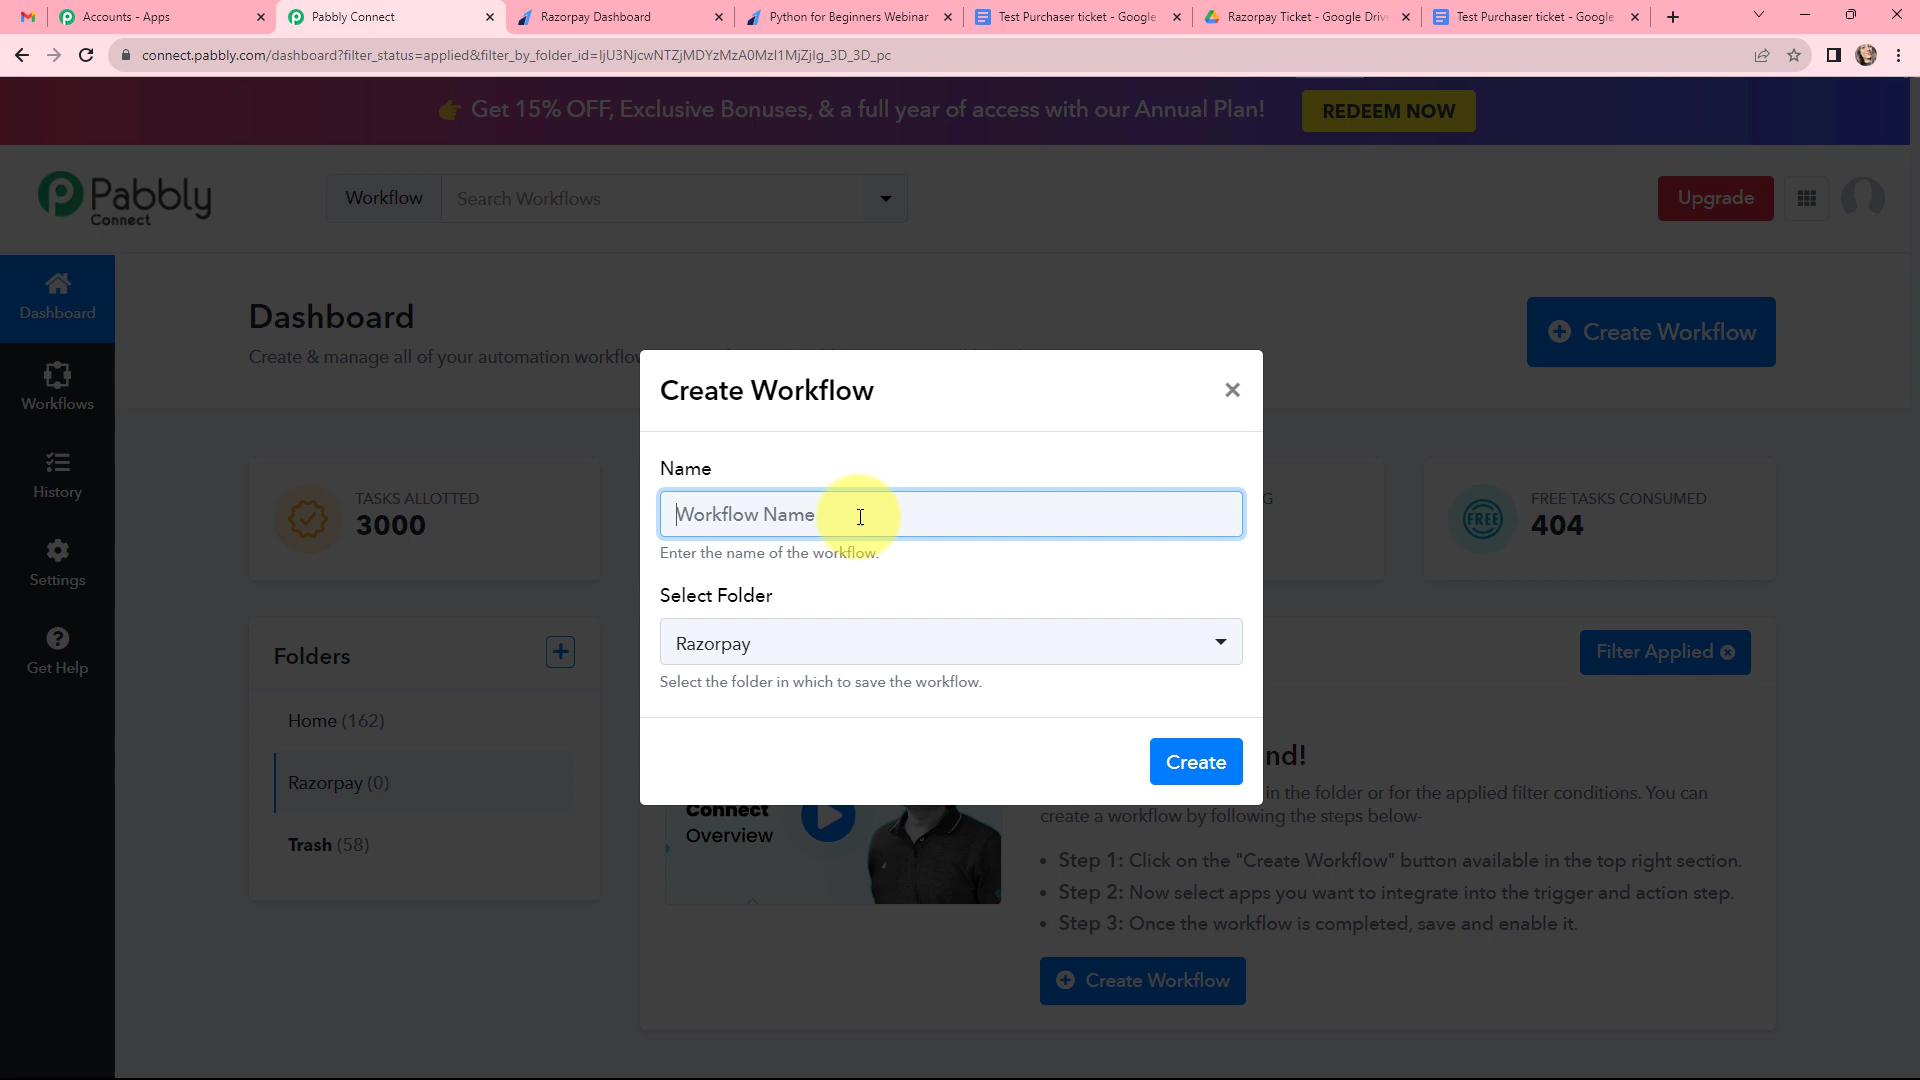 Accounts - Apps
Pabbly Connect
Razorpay Dashboard
Python for Beginners Webinar
Test Purchaser ticket - Google
Razorpay Ticket - Google Driv
Test Purchaser ticket - Google
connect.pabbly.com/dashboard?filter_status=applied&filter_by_folder_id=IjU3NjcwNTZjMDYzMzA0MzI1MjZjIg_3D_3D_pc
👉 Get 15% OFF, Exclusive Bonuses, & a full year of access with our Annual Plan!
REDEEM NOW
Pabbly
Connect
Workflow
Search Workflows
Upgrade
Dashboard
Workflows
History
Settings
Get Help
Dashboard
Create & manage all of your automation workflow
Create Workflow
TASKS ALLOTTED
3000
G
FREE
FREE TASKS CONSUMED
404
Folders
+
Home (162)
Razorpay (0)
Trash (58)
Filter Applied
Create Workflow
×
Name
Workflow Name
Enter the name of the workflow.
Select Folder
Razorpay
Select the folder in which to save the workflow.
Create
nd!
in the folder or for the applied filter conditions. You can
create a workflow by following the steps below-
Connect
Overview
• Step 1: Click on the "Create Workflow" button available in the top right section.
• Step 2: Now select apps you want to integrate into the trigger and action step.
• Step 3: Once the workflow is completed, save and enable it.
Create Workflow